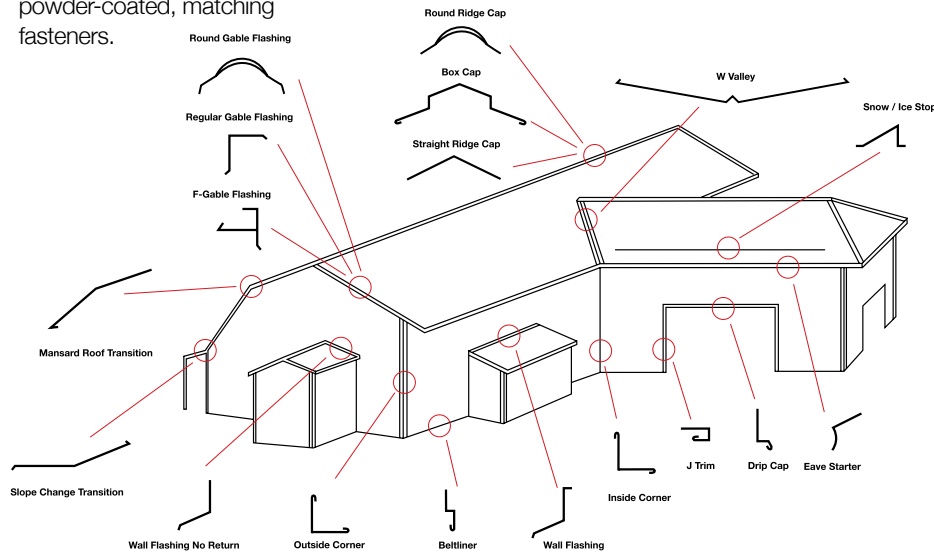 powder-coated, matching
fasteners.
Round Gable Flashing
Round Ridge Cap
Box Cap
W Valley
Snow / Ice Stop
Regular Gable Flashing
Straight Ridge Cap
F-Gable Flashing
Mansard Roof Transition
Slope Change Transition
Wall Flashing No Return
Outside Corner
Beltliner
Wall Flashing
Inside Corner
J Trim
Drip Cap
Eave Starter